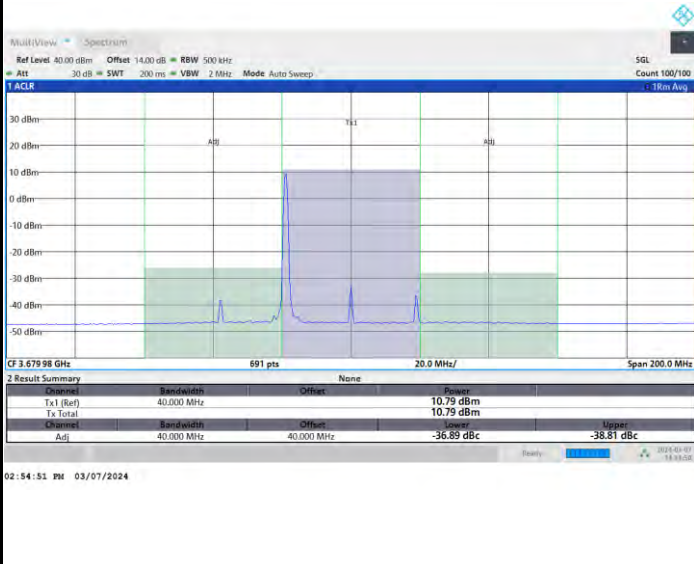 MultiView Spectrum
Ref Level 40.00 dBm Offset 14.00 dB RBW 500 kHz SGL
Att 30 dB SWT 200 ms VBW 2 MHz Mode Auto Sweep Count 100/100
1 ACLR 1Rm Avg
30 dBm
Tx1
20 dBm Adj Adj
10 dBm
0 dBm
-10 dBm
-20 dBm
-30 dBm
-40 dBm
-50 dBm
CF 3.679 98 GHz 691 pts 20.0 MHz/ Span 200.0 MHz
2 Result Summary None
Channel Bandwidth Offset Power
Tx1 (Ref) 40.000 MHz 10.79 dBm
Tx Total 10.79 dBm
Channel Bandwidth Offset Lower Upper
Adj 40.000 MHz 40.000 MHz -36.89 dBc -38.81 dBc
Ready
02:54:51 PM 03/07/2024